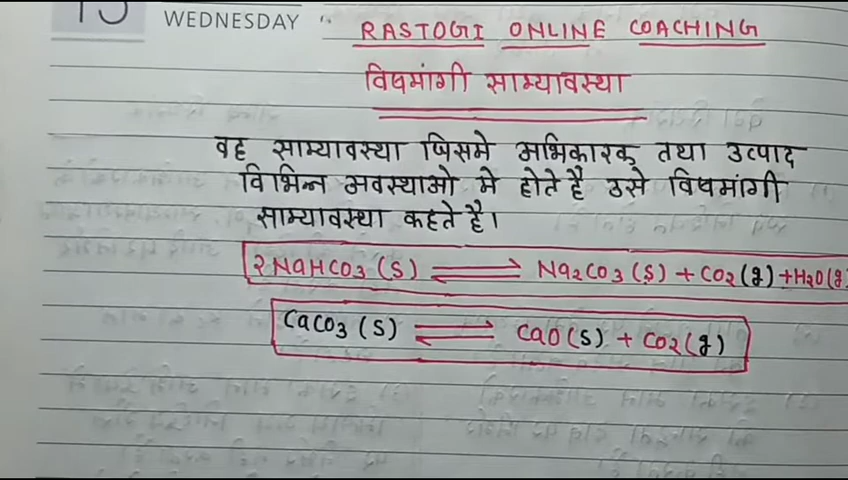 WEDNESDAY
RASTOGI ONLINE COACHING
विषमांगी साम्यावस्था
वह साम्यावस्था जिसमे अभिकारक तथा उत्पाद
विभिन्न अवस्थाओ मे होते है उसे विषमांगी
साम्यावस्था कहते है।
2NaHCO3 (s) ⇌ Na2CO3 (s) + CO2 (g) + H2O (g)
CaCO3 (s) ⇌ CaO (s) + CO2 (g)